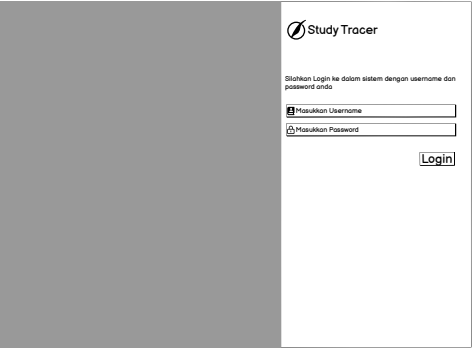 Study Tracer
Silahkan Login ke dalam sistem dengan username dan
password anda
Masukkan Username
Masukkan Password
Login